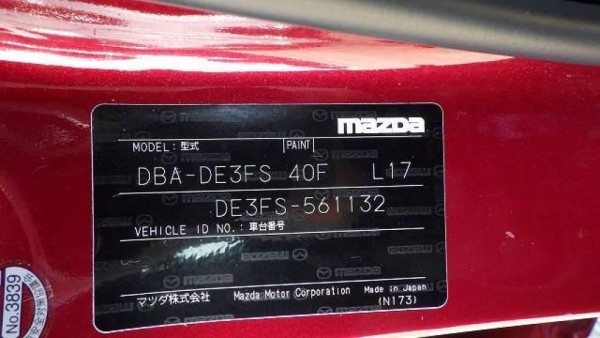 mazda
MODEL: 型式 PAINT
DBA-DE3FS 40F L17
DE3FS-561132
VEHICLE ID NO.: 車台番号
マツダ株式会社 Mazda Motor Corporation Made in Japan
(N173)
No.3839